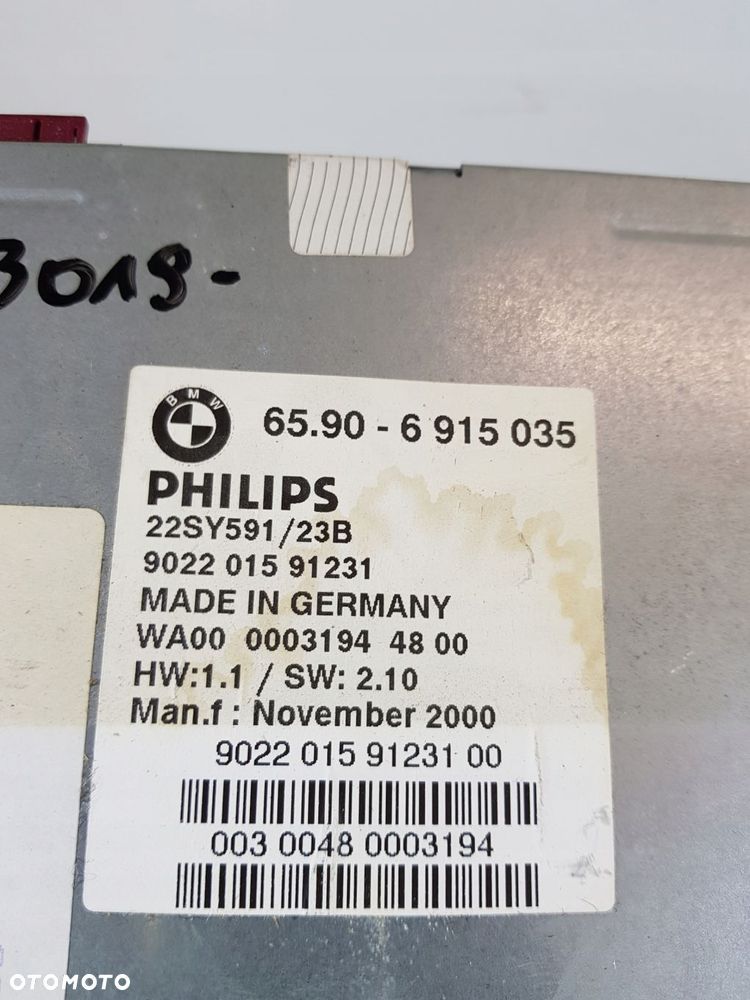 3019-
BMW
65.90 - 6 915 035
PHILIPS
22SY591/23B
9022 015 91231
MADE IN GERMANY
WA00 0003194 48 00
HW:1.1 / SW: 2.10
Man.f : November 2000
9022 015 91231 00
003 0048 0003194
OTOMOTO